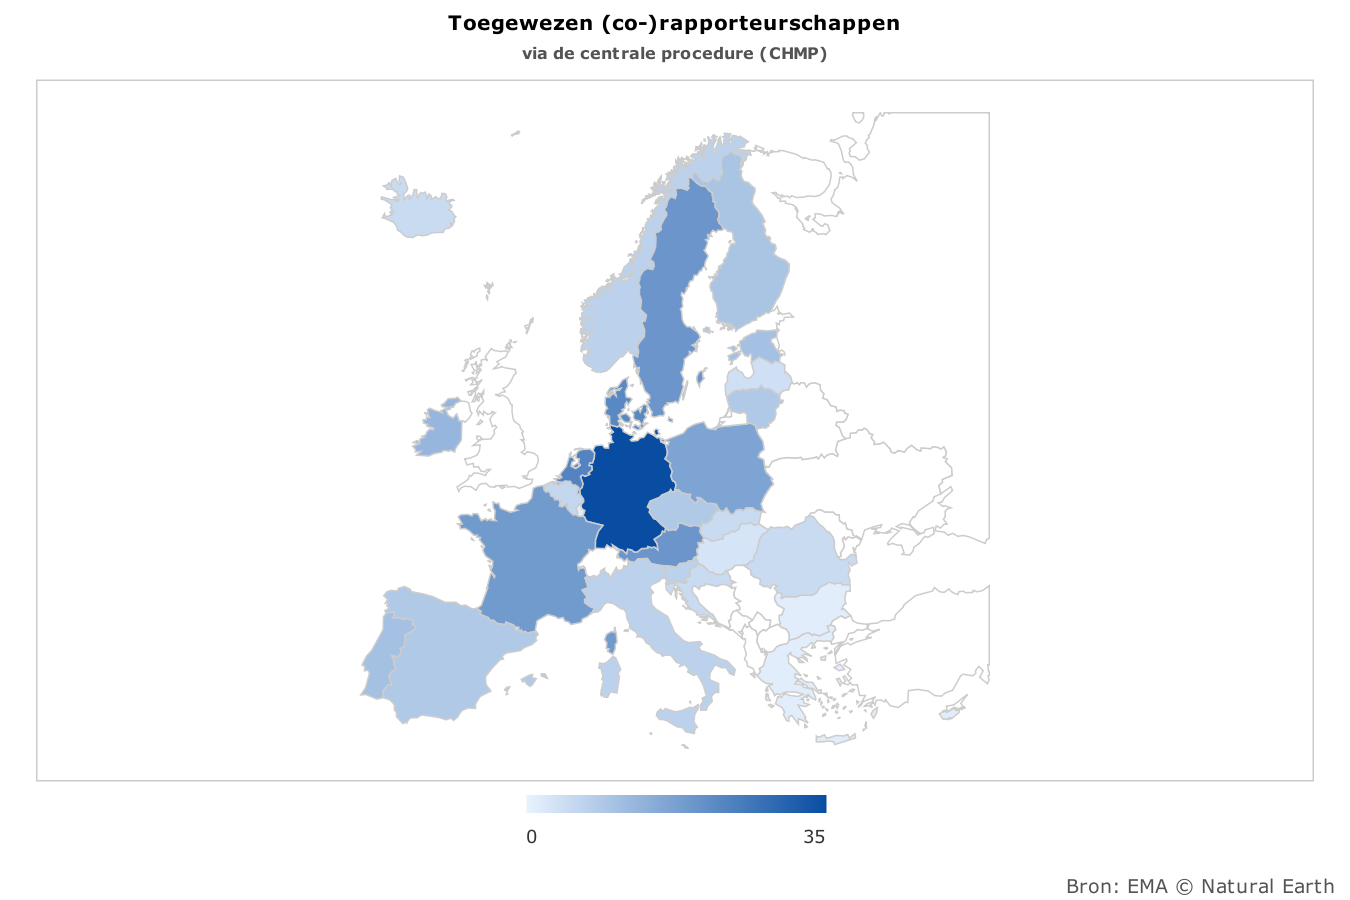 Toegewezen (co-)rapporteurschappen
via de centrale procedure (CHMP)
0
35
Bron: EMA © Natural Earth